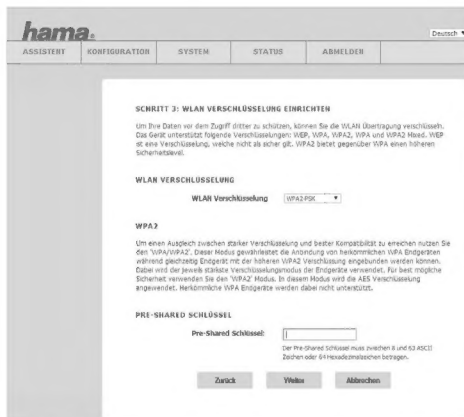 hama®
Deutsch
ASSISTENT KONFIGURATION SYSTEM STATUS ABMELDEN
SCHRITT 3: WLAN VERSCHLÜSSELUNG EINRICHTEN
Um Ihre Daten vor dem Zugriff dritter zu schützen, können Sie die WLAN Übertragung verschlüsseln.
Das Gerät unterstützt folgende Verschlüsselungen: WEP, WPA, WPA2, WPA und WPA2 Mixed. WEP
ist eine Verschlüsselung, welche nicht als sicher gilt. WPA2 bietet gegenüber WPA einen höheren
Sicherheitslevel.
WLAN VERSCHLÜSSELUNG
WLAN Verschlüsselung WPA2-PSK
WPA2
Um einen Ausgleich zwischen starker Verschlüsselung und bester Kompatibilität zu erreichen nutzen Sie
den 'WPA/WPA2'. Dieser Modus gewährleistet die Anbindung von herkömmlichen WPA Endgeräten
während gleichzeitig Endgerät mit der höheren WPA2 Verschlüssung eingebunden werden können.
Dabei wird der jeweils stärkste Verschlüsselungsmodus der Endgeräte verwendet. Für best mögliche
Sicherheit verwenden Sie den 'WPA2' Modus. In diesem Modus wird die AES Verschlüsselung
angewendet. Herkömmliche WPA Endgeräte werden dabei nicht unterstützt.
PRE-SHARED SCHLÜSSEL
Pre-Shared Schlüssel:
Der Pre-Shared Schlüssel muss zwischen 8 und 63 ASCII
Zeichen oder 64 Hexadezimalzeichen betragen.
Zurück Weiter Abbrechen